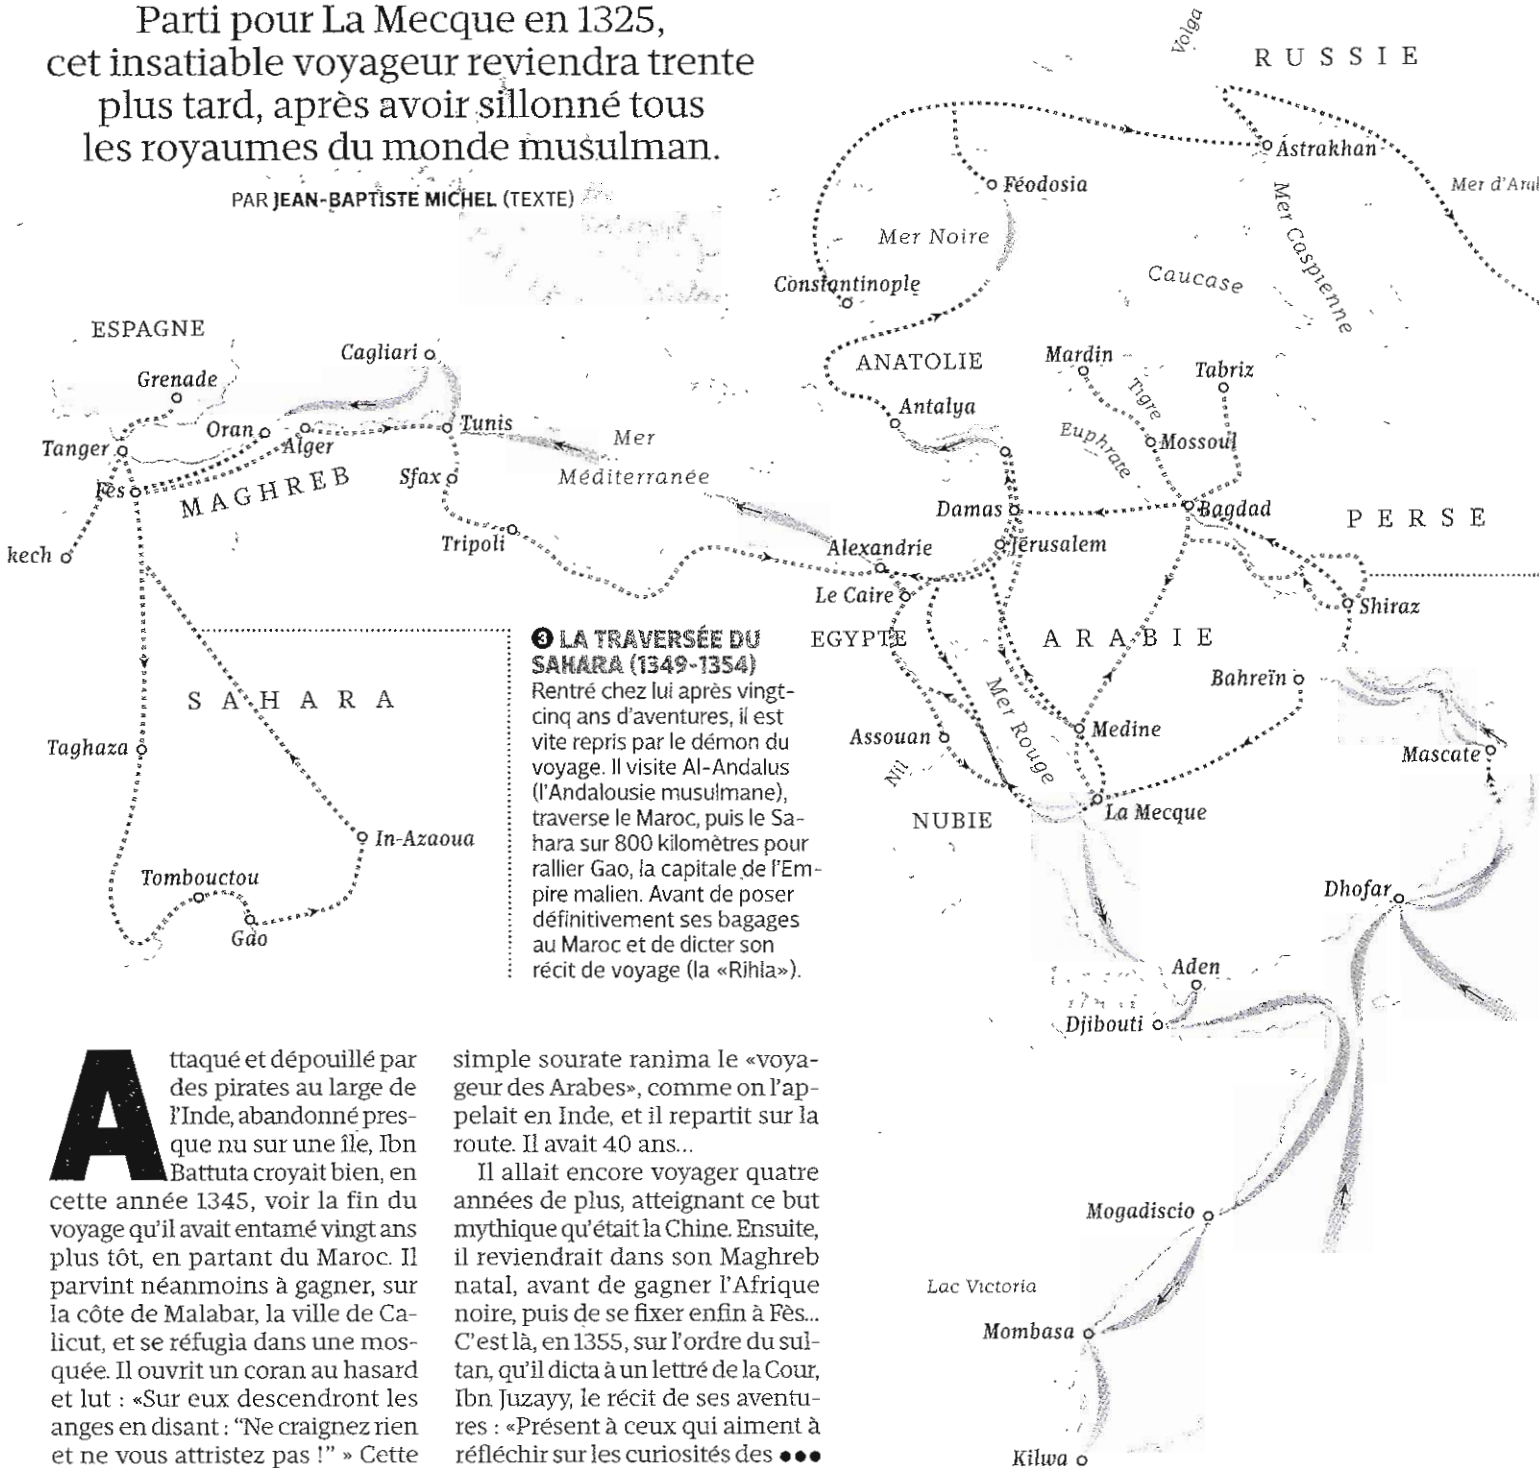 Parti pour La Mecque en 1325,
cet insatiable voyageur reviendra trente
plus tard, après avoir sillonné tous
les royaumes du monde musulman.
PAR JEAN-BAPTISTE MICHEL (TEXTE)
Volga
RUSSIE
Astrakhan
Mer d'Aral
Féodosia
Mer Noire
Mer Caspienne
Constantinople
Caucase
ESPAGNE
Cagliari
Grenade
ANATOLIE
Mardin
Tabriz
Tigre
Antalya
Oran
Alger
Tunis
Tanger
Mer
Méditerranée
Euphrate
Mossoul
Fès
MAGHREB
Sfax
Damas
Bagdad
PERSE
kech
Tripoli
Alexandrie
Jérusalem
Le Caire
Shiraz
EGYPTE
ARABIE
Bahreïn
SAHARA
Mer Rouge
Taghaza
Assouan
Medine
Mascate
Nil
NUBIE
La Mecque
In-Azaoua
Tombouctou
Gao
Dhofar
Aden
Djibouti
Mogadiscio
Lac Victoria
Mombasa
Kilwa
3 LA TRAVERSÉE DU
SAHARA (1349-1354)
Rentré chez lui après vingt-
cinq ans d'aventures, il est
vite repris par le démon du
voyage. Il visite Al-Andalus
(l'Andalousie musulmane),
traverse le Maroc, puis le Sa-
hara sur 800 kilomètres pour
rallier Gao, la capitale de l'Em-
pire malien. Avant de poser
définitivement ses bagages
au Maroc et de dicter son
récit de voyage (la «Rihla»).
Attaqué et dépouillé par
des pirates au large de
l'Inde, abandonné pres-
que nu sur une île, Ibn
Battuta croyait bien, en
cette année 1345, voir la fin du
voyage qu'il avait entamé vingt ans
plus tôt, en partant du Maroc. Il
parvint néanmoins à gagner, sur
la côte de Malabar, la ville de Ca-
licut, et se réfugia dans une mos-
quée. Il ouvrit un coran au hasard
et lut : «Sur eux descendront les
anges en disant : "Ne craignez rien
et ne vous attristez pas !" » Cette
simple sourate ranima le «voya-
geur des Arabes», comme on l'ap-
pelait en Inde, et il repartit sur la
route. Il avait 40 ans...
Il allait encore voyager quatre
années de plus, atteignant ce but
mythique qu'était la Chine. Ensuite,
il reviendrait dans son Maghreb
natal, avant de gagner l'Afrique
noire, puis de se fixer enfin à Fès...
C'est là, en 1355, sur l'ordre du sul-
tan, qu'il dicta à un lettré de la Cour,
Ibn Juzayy, le récit de ses aventu-
res : «Présent à ceux qui aiment à
réfléchir sur les curiosités des ●●●